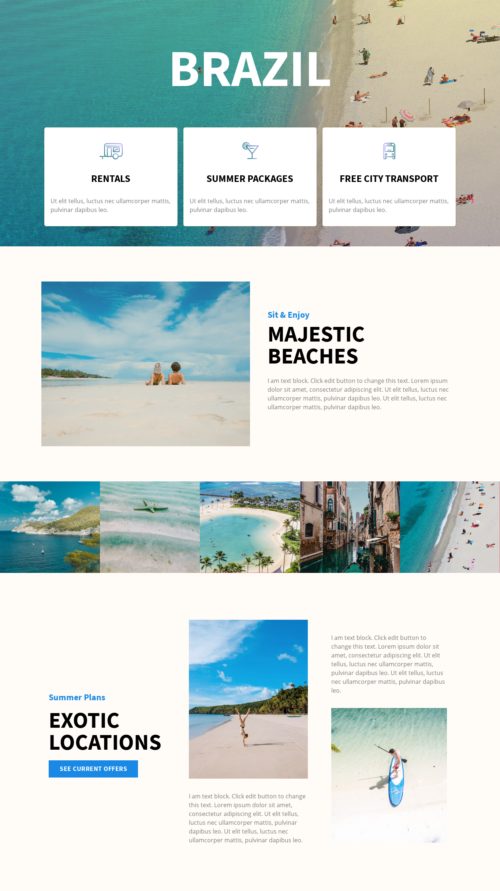 BRAZIL
RENTALS
Ut elit tellus, luctus nec ullamcorper mattis,
pulvinar dapibus leo.
SUMMER PACKAGES
Ut elit tellus, luctus nec ullamcorper mattis,
pulvinar dapibus leo.
FREE CITY TRANSPORT
Ut elit tellus, luctus nec ullamcorper mattis,
pulvinar dapibus leo.
Sit & Enjoy
MAJESTIC
BEACHES
I am text block. Click edit button to change this text. Lorem ipsum
dolor sit amet, consectetur adipiscing elit. Ut elit tellus, luctus nec
ullamcorper mattis, pulvinar dapibus leo. Ut elit tellus, luctus nec
ullamcorper mattis, pulvinar dapibus leo.
Summer Plans
EXOTIC
LOCATIONS
SEE CURRENT OFFERS
I am text block. Click edit button to change
this text. Lorem ipsum dolor sit amet,
consectetur adipiscing elit. Ut elit tellus,
luctus nec ullamcorper mattis, pulvinar
dapibus leo. Ut elit tellus, luctus nec
ullamcorper mattis, pulvinar dapibus leo.
I am text block. Click edit button to
change this text. Lorem ipsum dolor sit
amet, consectetur adipiscing elit. Ut elit
tellus, luctus nec ullamcorper mattis,
pulvinar dapibus leo. Ut elit tellus, luctus
nec ullamcorper mattis, pulvinar dapibus
leo.